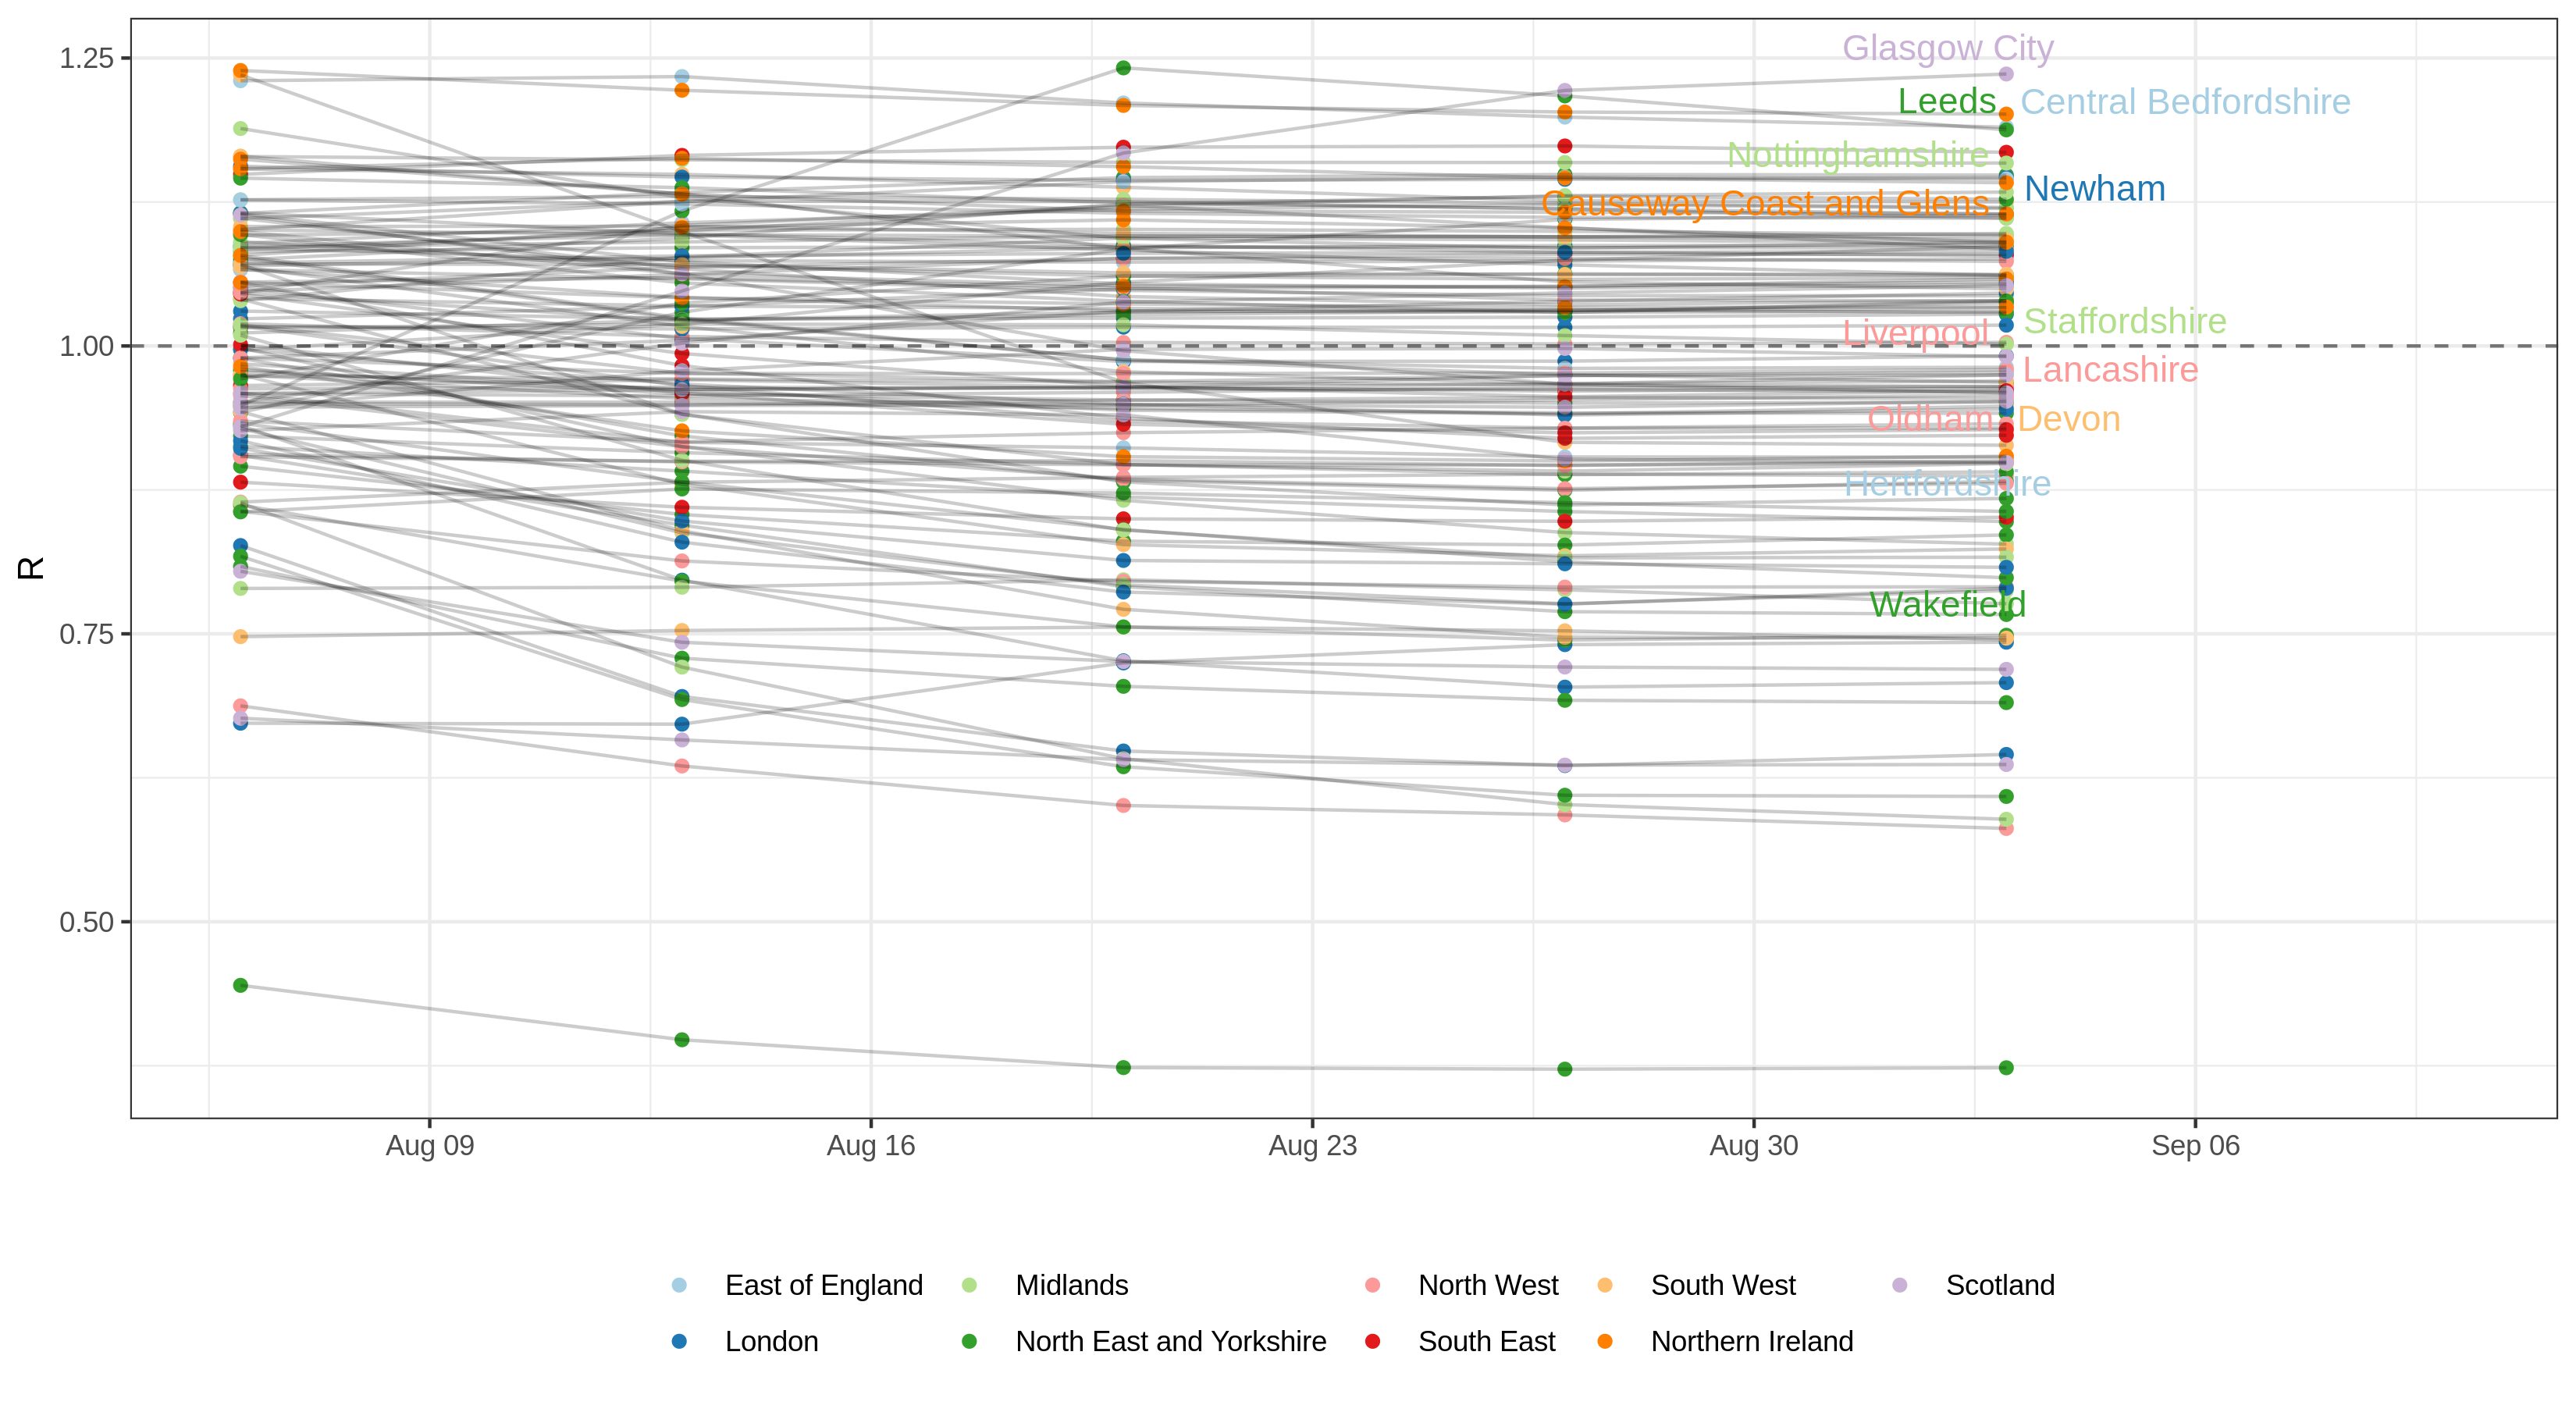 1.25
1.00
0.75
0.50
R
Glasgow City
Leeds
Central Bedfordshire
Nottinghamshire
Newham
Causeway Coast and Glens
Staffordshire
Liverpool
Lancashire
Oldham
Devon
Hertfordshire
Wakefield
Aug 09
Aug 16
Aug 23
Aug 30
Sep 06
East of England
Midlands
North West
South West
Scotland
London
North East and Yorkshire
South East
Northern Ireland